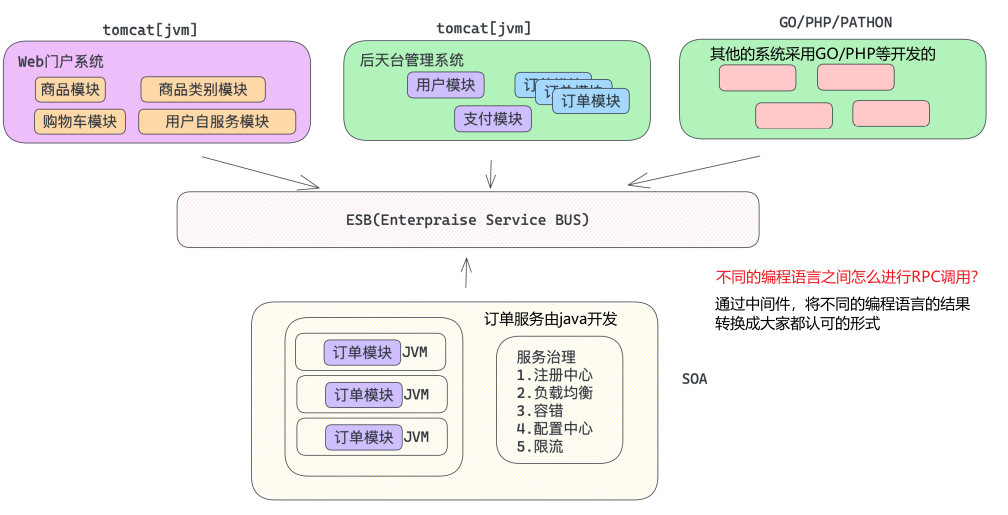 tomcat[jvm]
tomcat[jvm]
GO/PHP/PATHON
Web门户系统
商品模块
商品类别模块
购物车模块
用户自服务模块
后天台管理系统
用户模块
订单模块
订单模块
订单模块
支付模块
其他的系统采用GO/PHP等开发的
ESB(Enterpraise Service BUS)
不同的编程语言之间怎么进行RPC调用?
通过中间件，将不同的编程语言的结果
转换成大家都认可的形式
订单服务由java开发
订单模块 JVM
订单模块 JVM
订单模块 JVM
服务治理
1.注册中心
2.负载均衡
3.容错
4.配置中心
5.限流
SOA